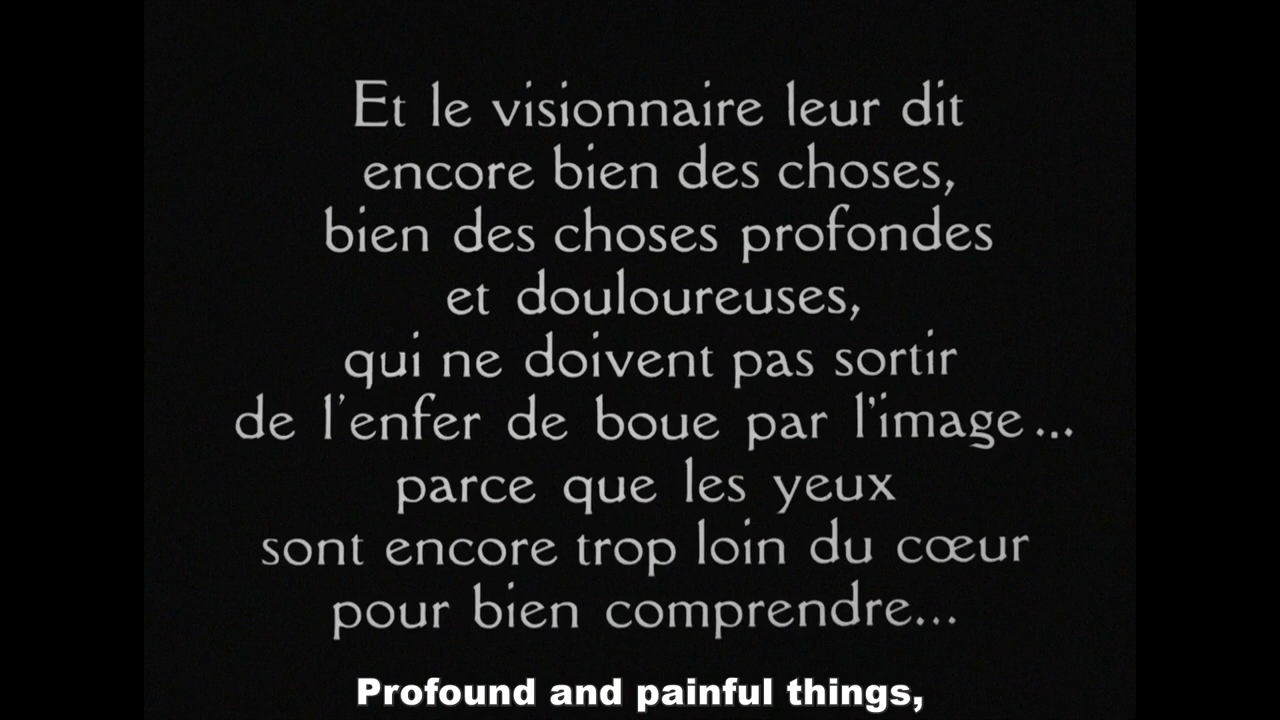 Et le visionnaire leur dit
encore bien des choses,
bien des choses profondes
et douloureuses,
qui ne doivent pas sortir
de l'enfer de boue par l'image...
parce que les yeux
sont encore trop loin du cœur
pour bien comprendre...
Profound and painful things,